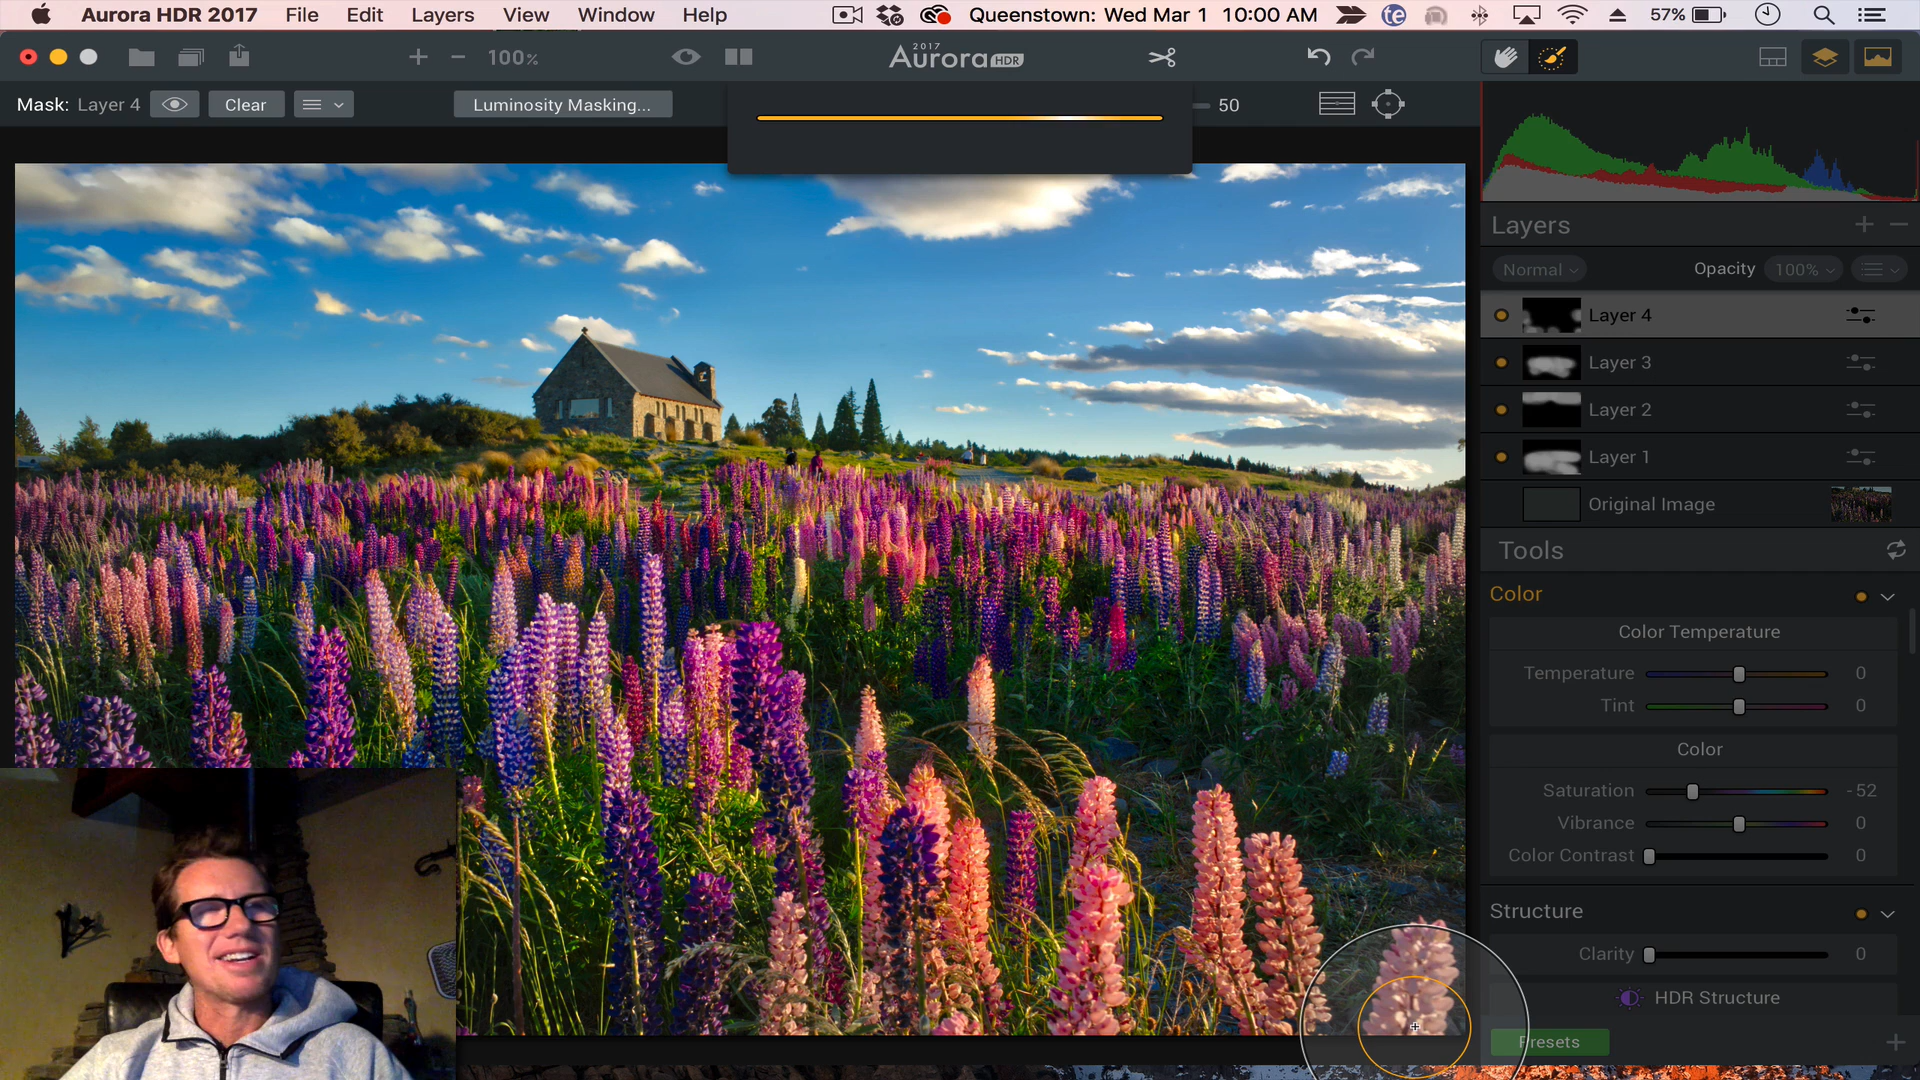 Aurora HDR 2017 File Edit Layers View Window Help Queenstown: Wed Mar 1 10:00 AM te 57%
100% 2017 Aurora HDR
Mask: Layer 4 Clear Luminosity Masking... 50
Layers
Normal Opacity 100%
Layer 4
Layer 3
Layer 2
Layer 1
Original Image
Tools
Color
Color Temperature
Temperature 0
Tint 0
Color
Saturation -52
Vibrance 0
Color Contrast 0
Structure
Clarity 0
HDR Structure
Presets